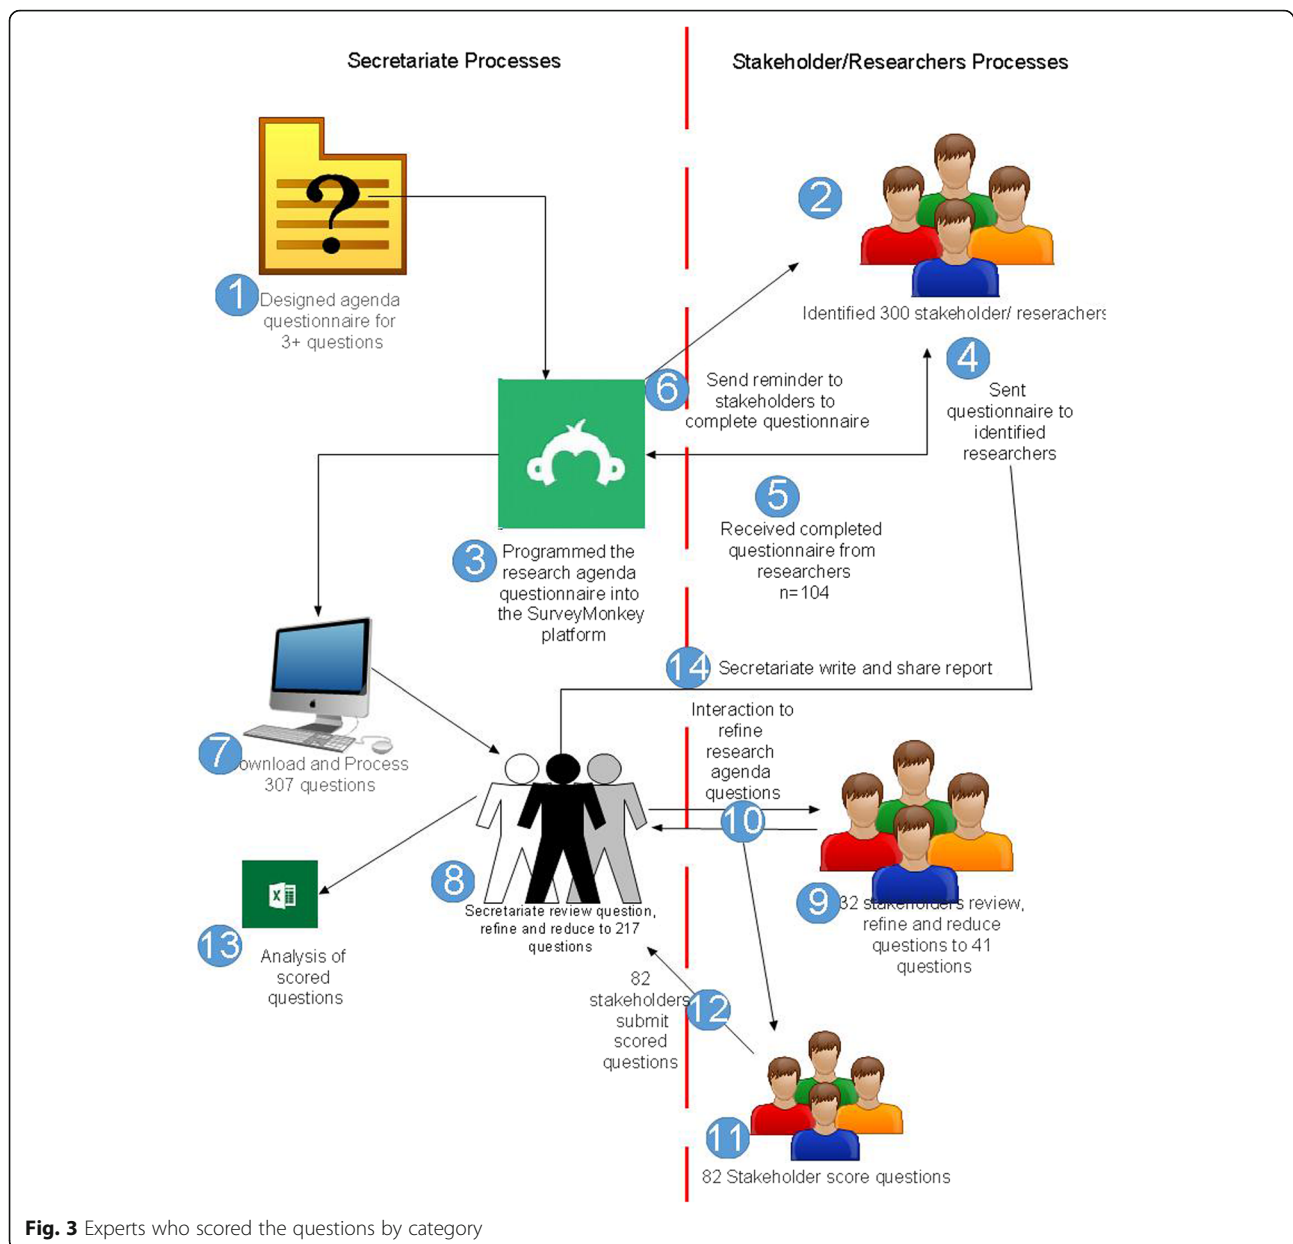 Secretariate Processes
Stakeholder/Researchers Processes
?
1
Designed agenda
questionnaire for
3+ questions
2
Identified 300 stakeholder/ reserachers
3
Programmed the
research agenda
questionnaire into
the SurveyMonkey
platform
4
Sent
questionnaire to
identified
researchers
5
Received completed
questionnaire from
researchers
n=104
6
Send reminder to
stakeholders to
complete questionnaire
7
ownload and Process
307 questions
8
Secretariate review question,
refine and reduce to 217
questions
9
32 stakeholders review,
refine and reduce
questions to 41
questions
Interaction to
refine
research
agenda
questions
10
11
82 Stakeholder score questions
82
stakeholders
submit
scored
questions
12
X
13
Analysis of
scored
questions
14
Secretariate write and share report
Fig. 3 Experts who scored the questions by category